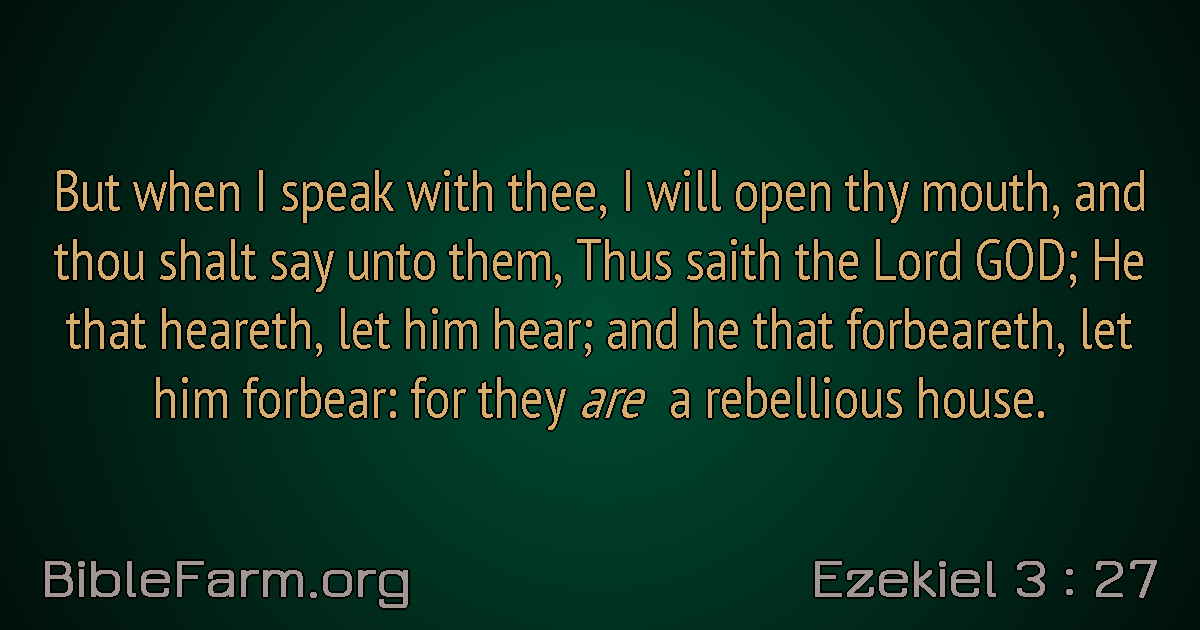 But when I speak with thee, I will open thy mouth, and
thou shalt say unto them, Thus saith the Lord GOD; He
that heareth, let him hear; and he that forbeareth, let
him forbear: for they are a rebellious house.
BibleFarm.org
Ezekiel 3 : 27